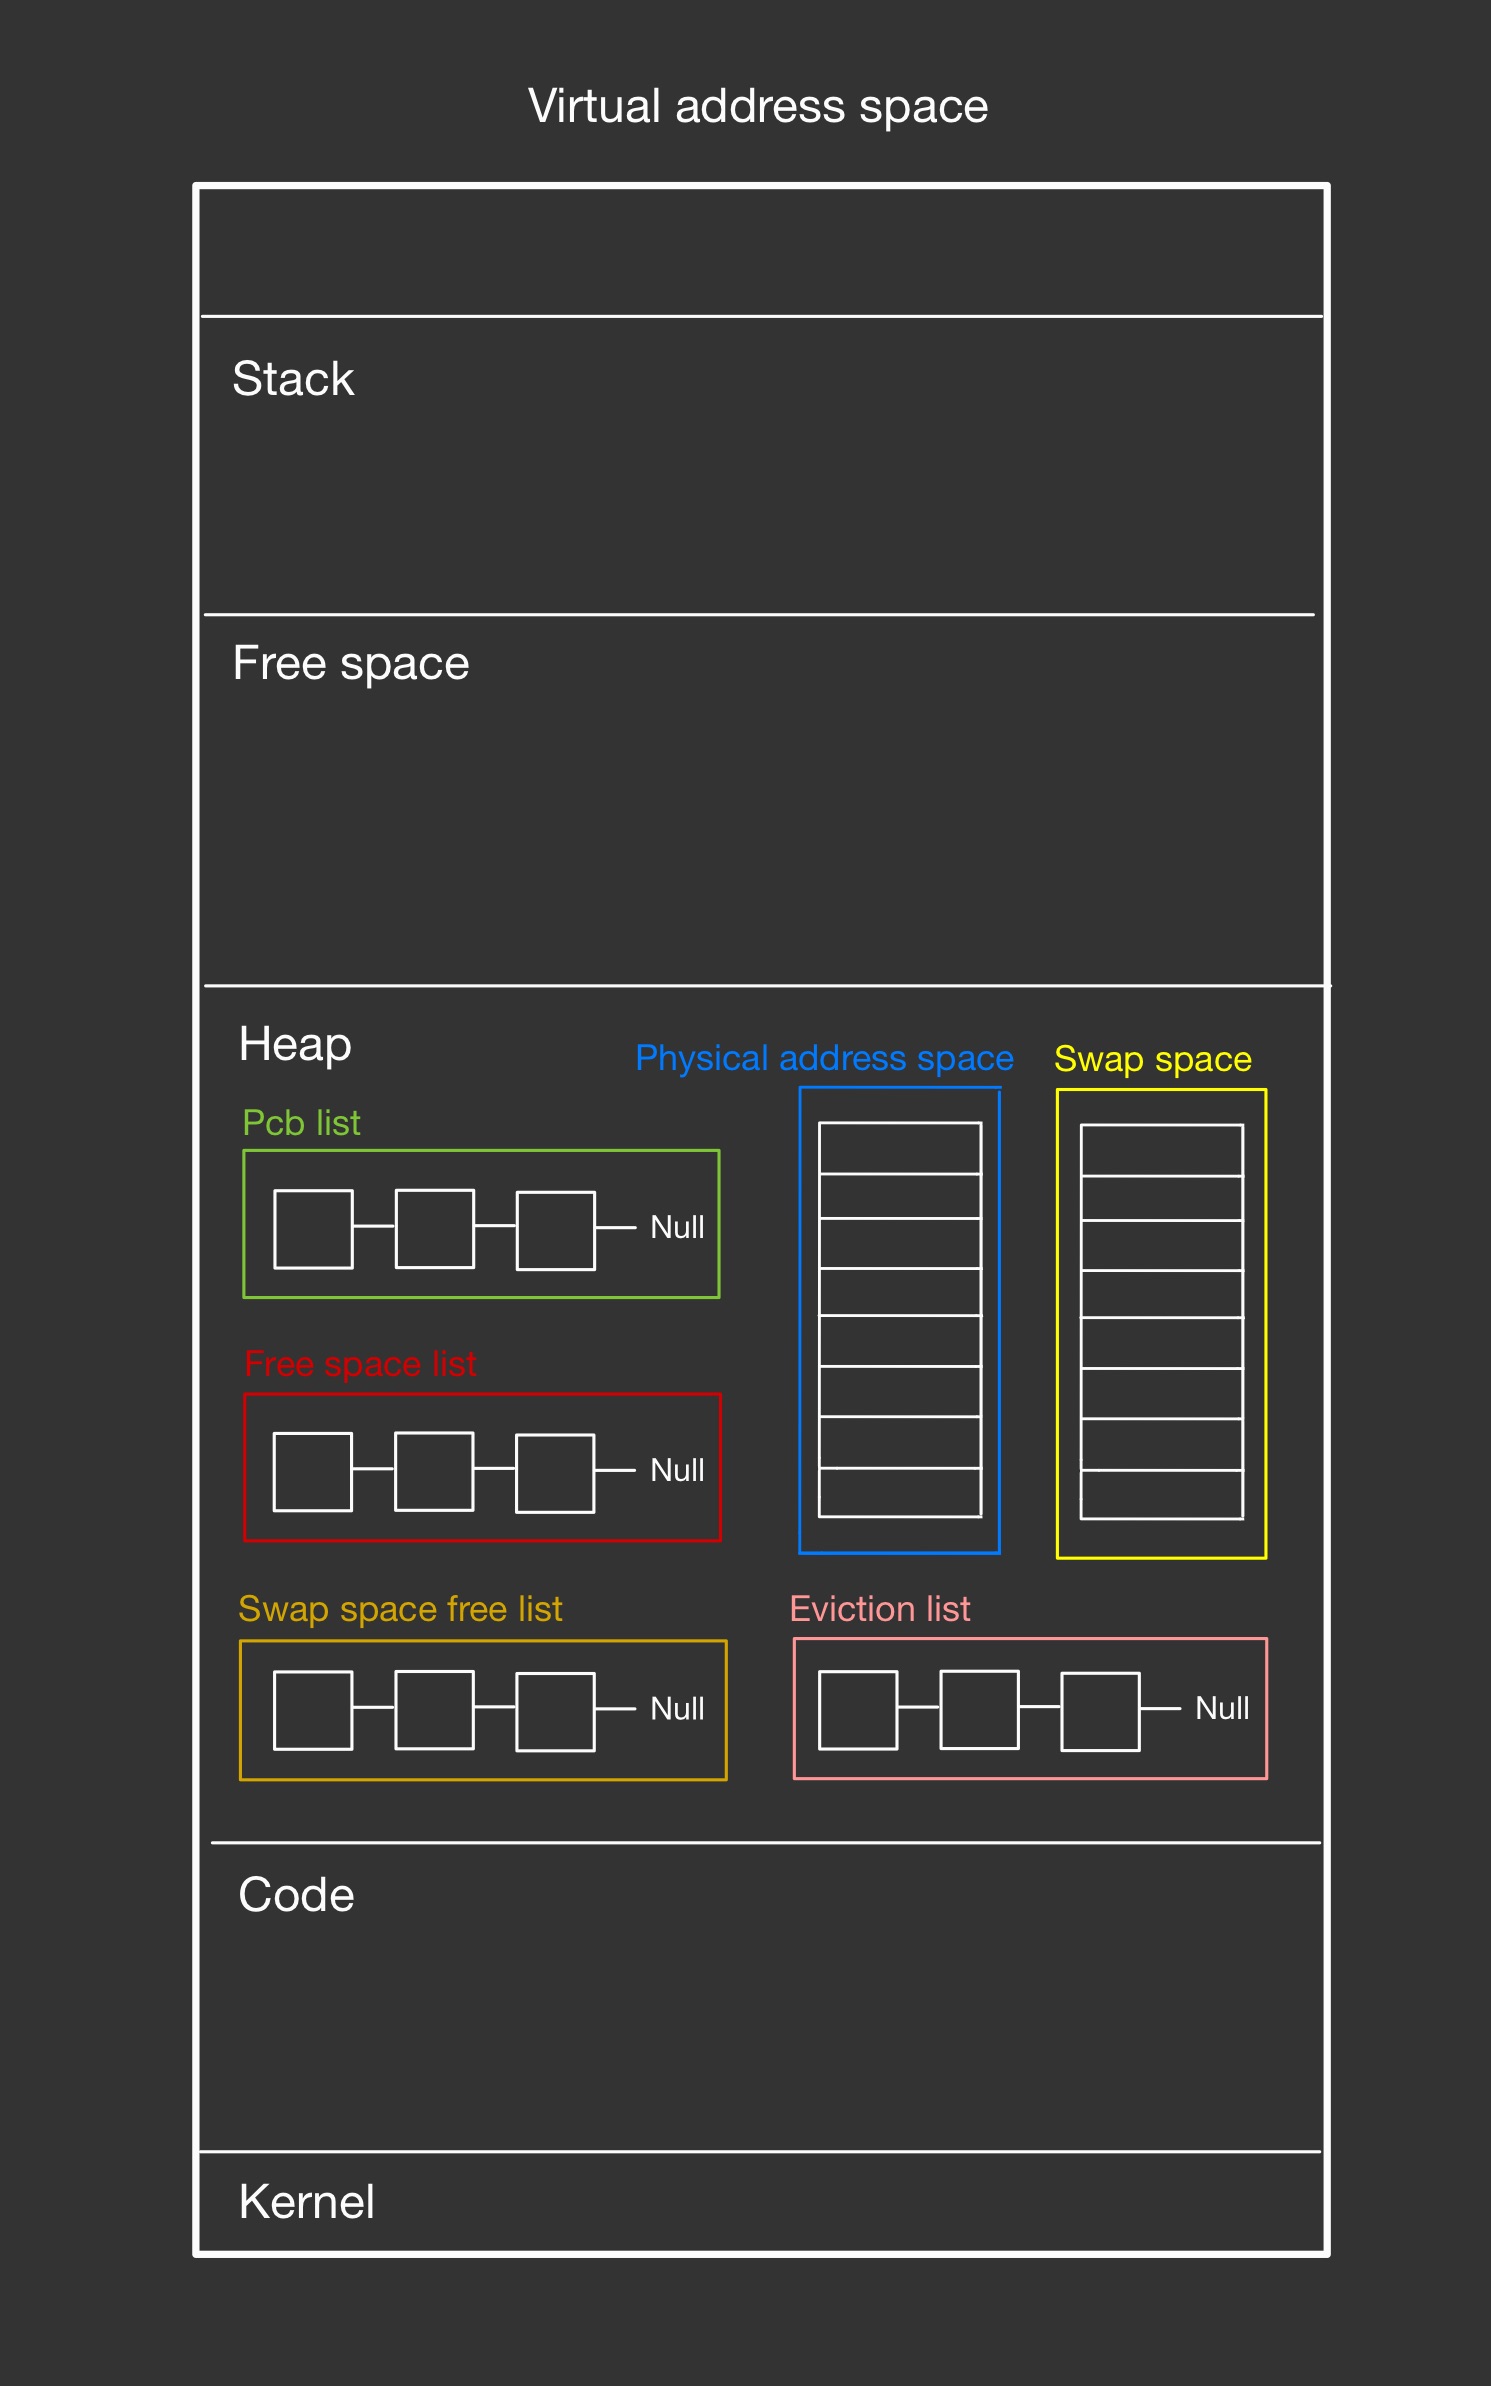 Virtual address space
Stack
Free space
Heap
Physical address space
Swap space
Pcb list
Null
Free space list
Null
Swap space free list
Null
Eviction list
Null
Code
Kernel